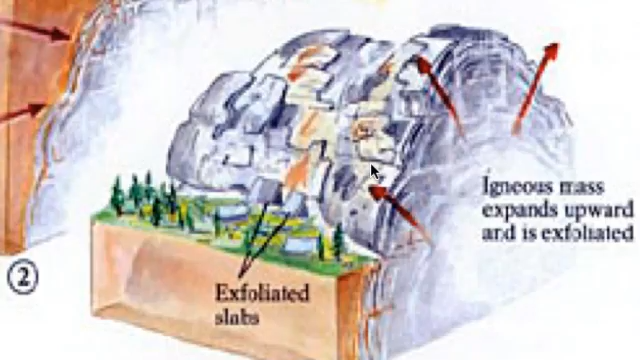 Igneous mass
expands upward
and is exfoliated
2
Exfoliated
slabs